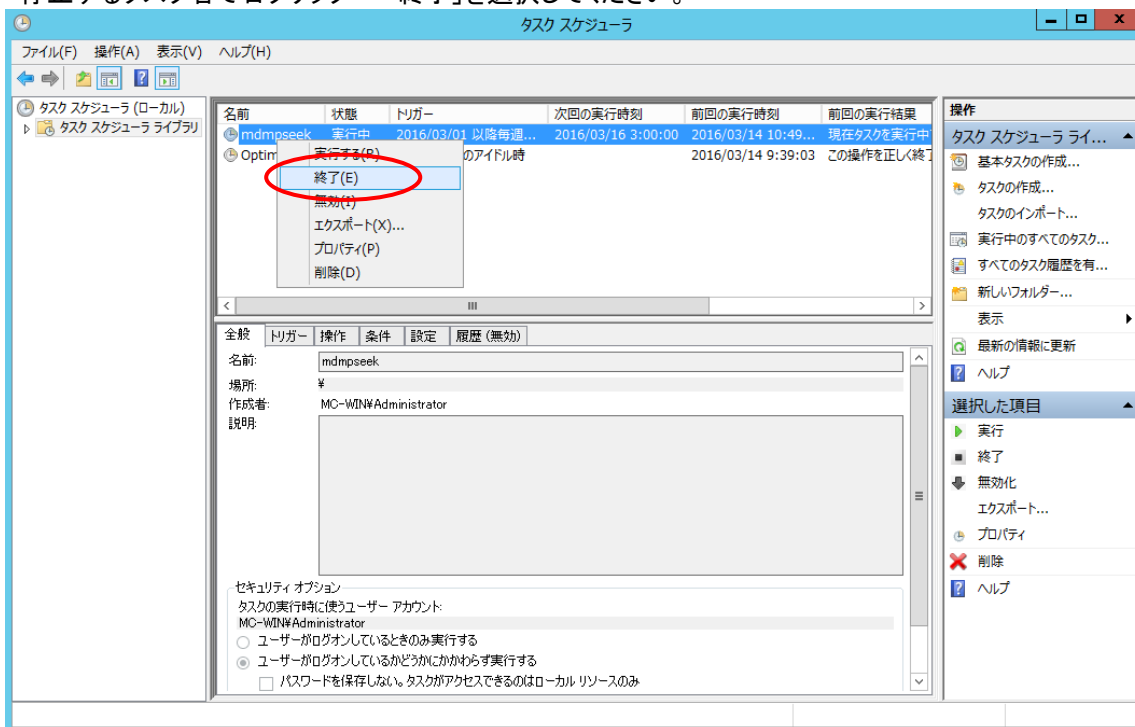 タスク スケジューラ
ファイル(F) 操作(A) 表示(V) ヘルプ(H)
タスク スケジューラ (ローカル)
タスク スケジューラ ライブラリ
名前 状態 トリガー 次回の実行時刻 前回の実行時刻 前回の実行結果
mdmpseek 実行中 2016/03/01 以降毎週... 2016/03/16 3:00:00 2016/03/14 10:49... 現在タスクを実行中
Optim のアイドル時 2016/03/14 9:39:03 この操作を正しく終了
実行する(R)
終了(E)
無効(I)
エクスポート(X)...
プロパティ(P)
削除(D)
全般 トリガー 操作 条件 設定 履歴 (無効)
名前: mdmpseek
場所: ¥
作成者: MC-WIN¥Administrator
説明:
セキュリティ オプション
タスクの実行時に使うユーザー アカウント:
MC-WIN¥Administrator
ユーザーがログオンしているときのみ実行する
ユーザーがログオンしているかどうかにかかわらず実行する
パスワードを保存しない。タスクがアクセスできるのはローカル リソースのみ
操作
タスク スケジューラ ライ...
基本タスクの作成...
タスクの作成...
タスクのインポート...
実行中のすべてのタスク...
すべてのタスク履歴を有...
新しいフォルダー...
表示
最新の情報に更新
ヘルプ
選択した項目
実行
終了
無効化
エクスポート...
プロパティ
削除
ヘルプ